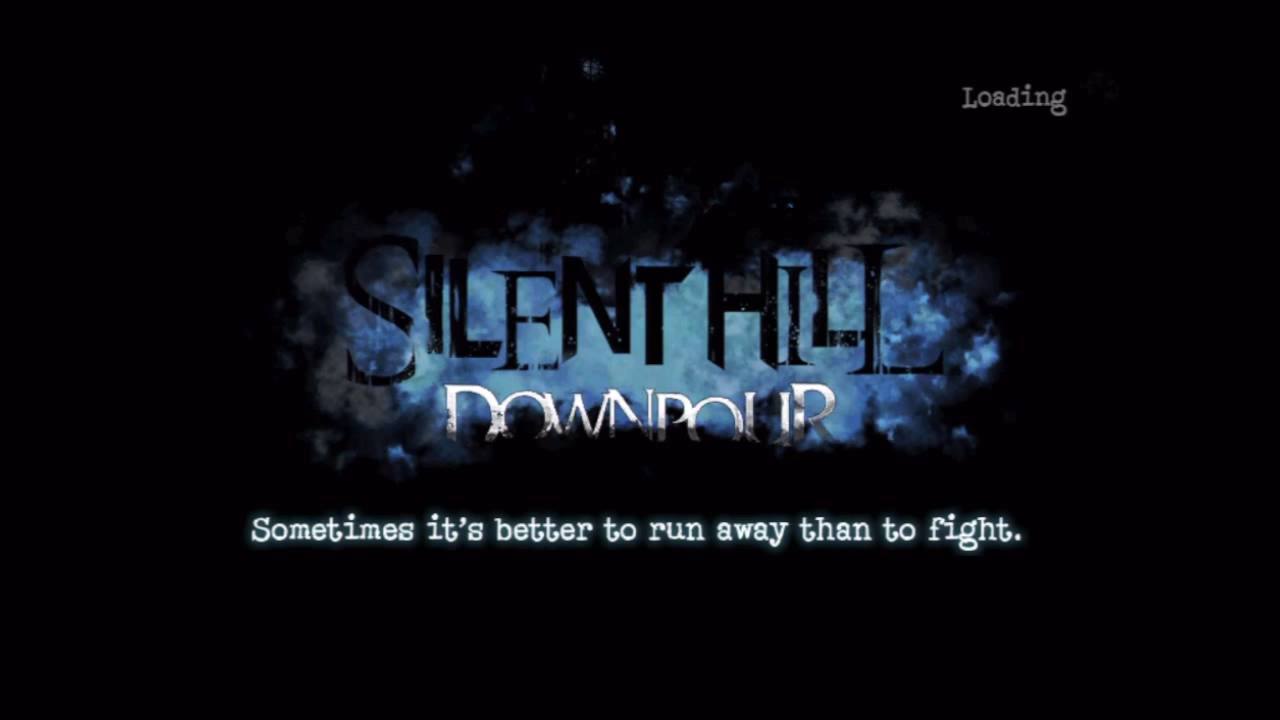 Loading
SILENT HILL
DOWNPOUR
Sometimes it's better to run away than to fight.